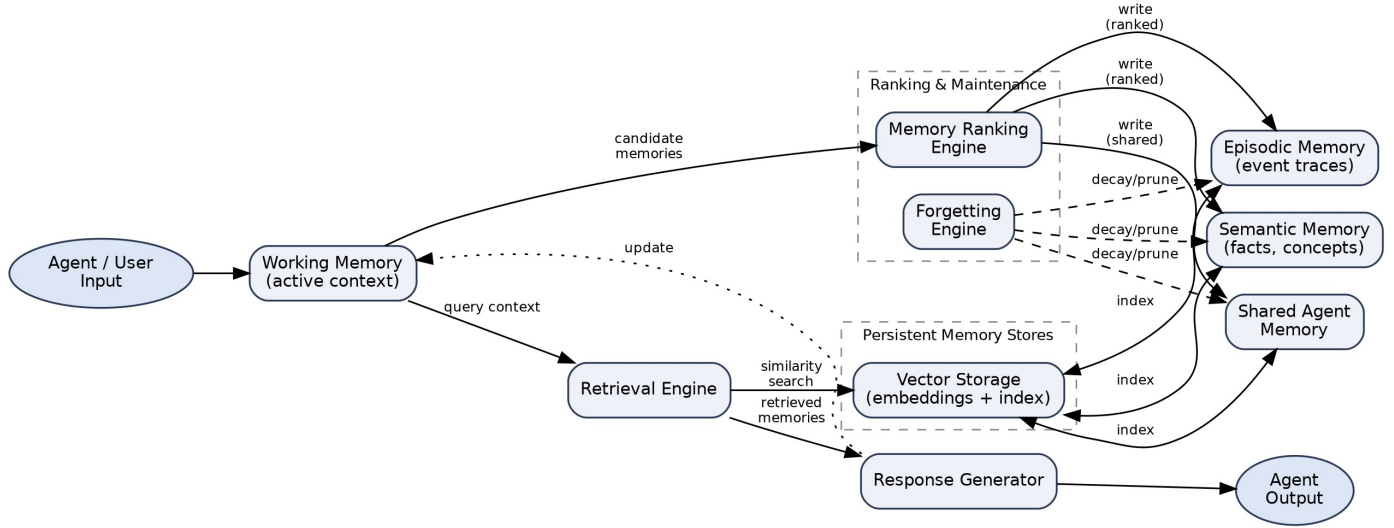 write
(ranked)
write
(ranked)
Ranking & Maintenance
Memory Ranking
Engine
candidate
memories
write
(shared)
Episodic Memory
(event traces)
decay/prune
Forgetting
Engine
decay/prune
decay/prune
Semantic Memory
(facts, concepts)
Agent / User
Input
Working Memory
(active context)
update
query context
index
Shared Agent
Memory
Persistent Memory Stores
Retrieval Engine
similarity
search
retrieved
memories
Vector Storage
(embeddings + index)
index
index
Response Generator
Agent
Output